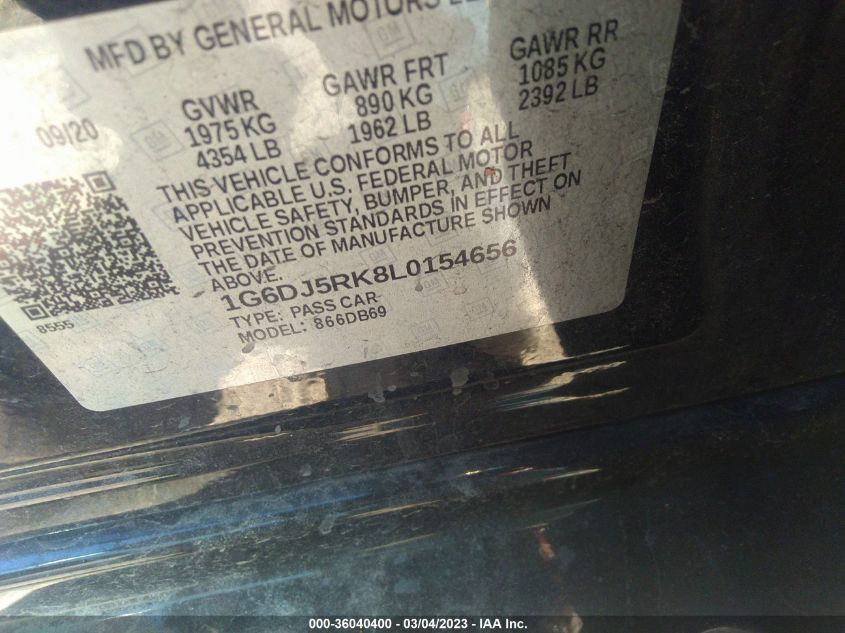 MFD BY GENERAL MOTORS
09/20
GVWR
1975 KG
4354 LB
GAWR FRT
890 KG
1962 LB
GAWR RR
1085 KG
2392 LB
THIS VEHICLE CONFORMS TO ALL
APPLICABLE U.S. FEDERAL MOTOR
VEHICLE SAFETY, BUMPER, AND THEFT
PREVENTION STANDARDS IN EFFECT ON
THE DATE OF MANUFACTURE SHOWN
ABOVE.
1G6DJ5RK8L0154656
TYPE: PASS CAR
MODEL: 866DB69
8555
000-36040400 - 03/04/2023 - IAA Inc.